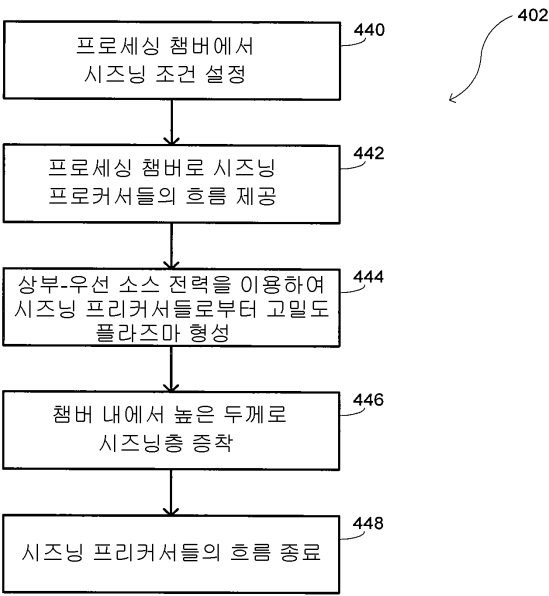 402
440
프로세싱 챔버에서
시즈닝 조건 설정
442
프로세싱 챔버로 시즈닝
프로커서들의 흐름 제공
444
상부-우선 소스 전력을 이용하여
시즈닝 프리커서들로부터 고밀도
플라즈마 형성
446
챔버 내에서 높은 두께로
시즈닝층 증착
448
시즈닝 프리커서들의 흐름 종료